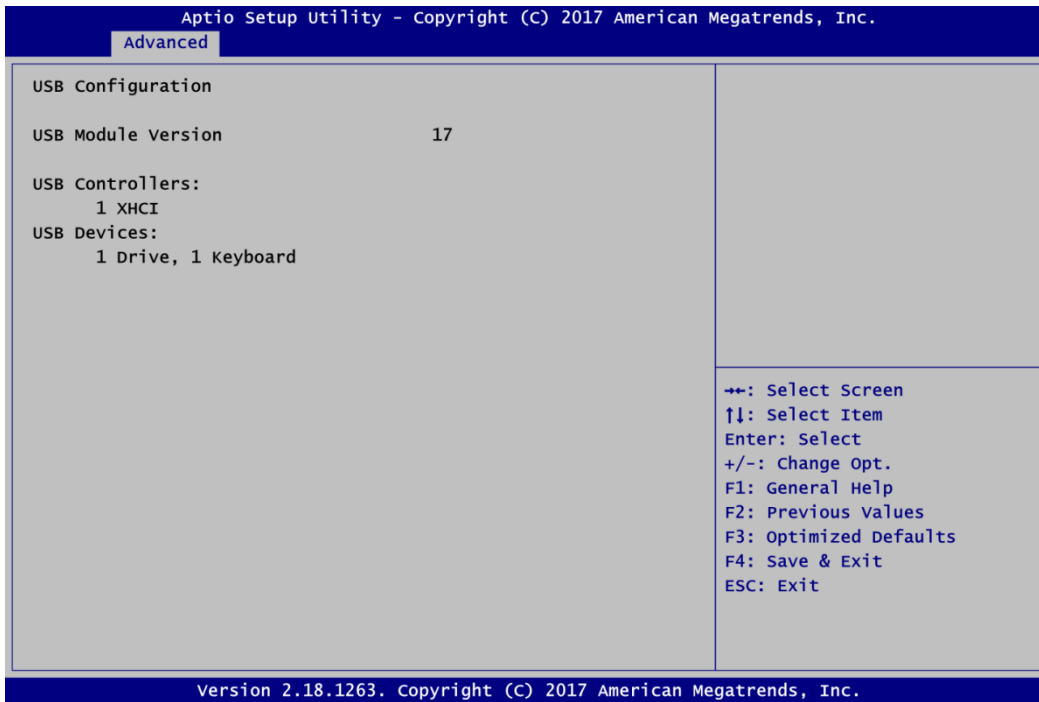 Aptio Setup Utility - Copyright (C) 2017 American Megatrends, Inc.
Advanced
USB Configuration
USB Module Version 17
USB Controllers:
1 XHCI
USB Devices:
1 Drive, 1 Keyboard
→←: Select Screen
↑↓: Select Item
Enter: Select
+/-: Change Opt.
F1: General Help
F2: Previous Values
F3: Optimized Defaults
F4: Save & Exit
ESC: Exit
Version 2.18.1263. Copyright (C) 2017 American Megatrends, Inc.